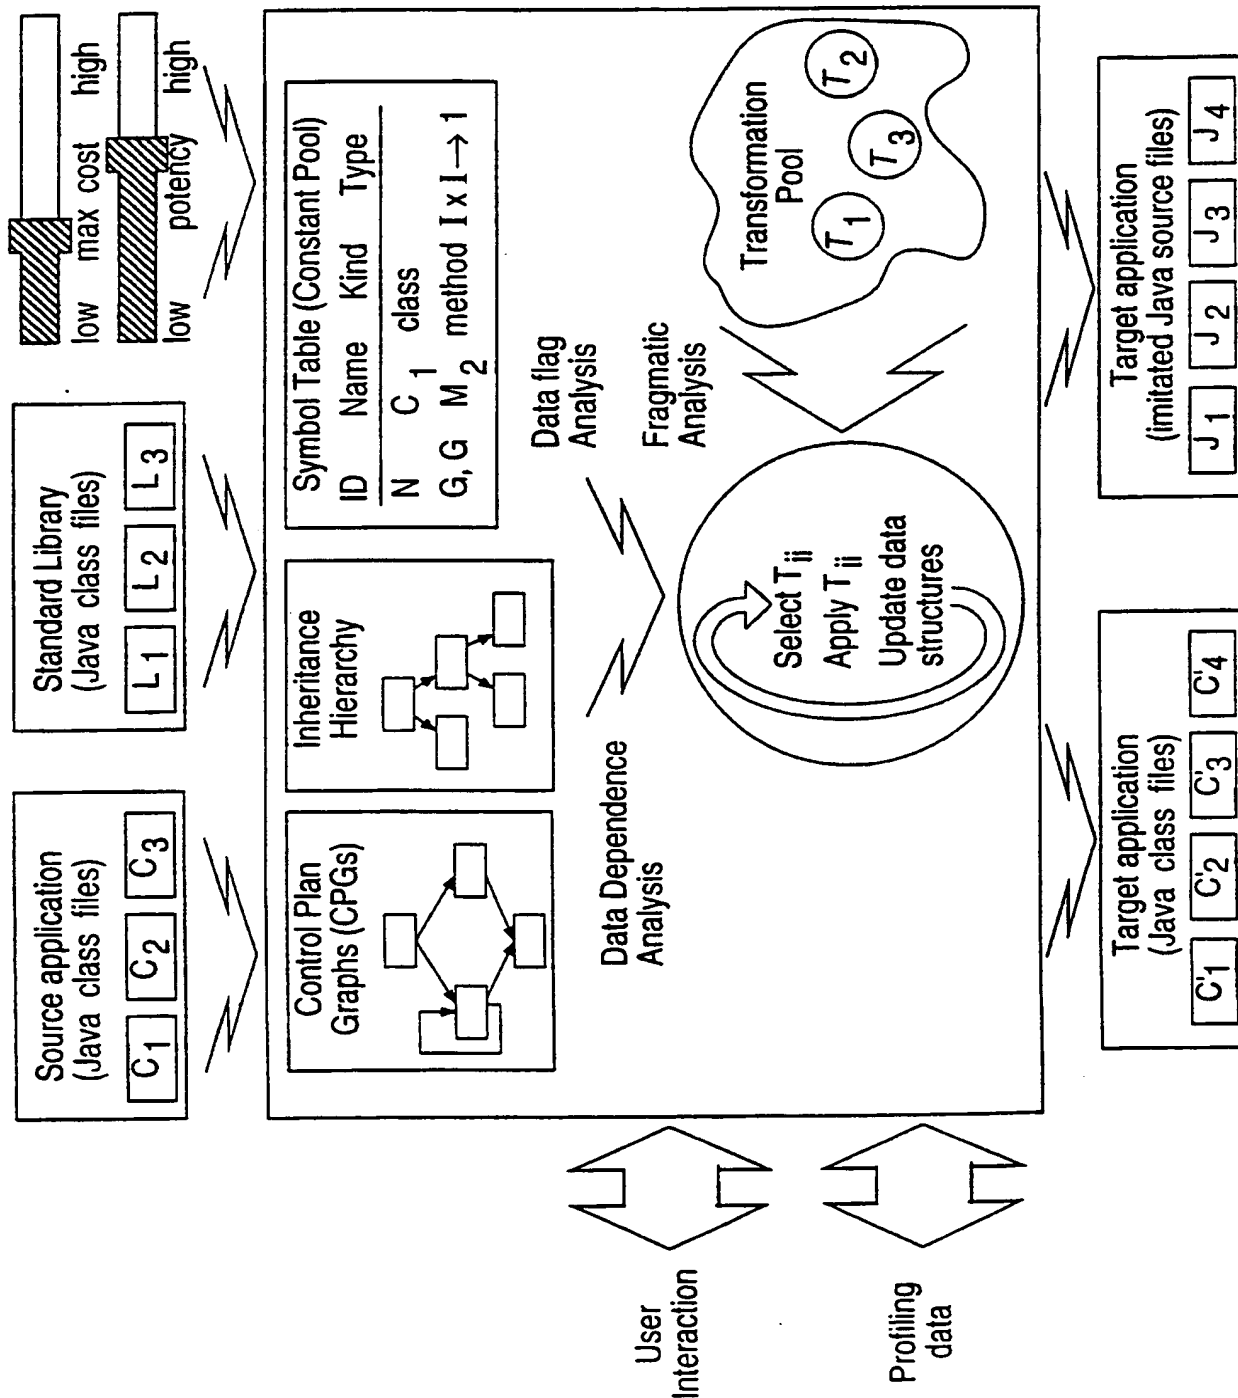 Source application
(Java class files)
C1 C2 C3
Standard Library
(Java class files)
L1 L2 L3
low max cost high
low potency high
Control Plan
Graphs (CPGs)
Inheritance
Hierarchy
Symbol Table (Constant Pool)
ID Name Kind Type
N C1 class
G, G M2 method I x I → 1
Data Dependence
Analysis
Data flag
Analysis
Fragmatic
Analysis
User
Interaction
Profiling
data
Select Tii
Apply Tii
Update data
structures
Transformation
Pool
T1 T3 T2
Target application
(Java class files)
C'1 C'2 C'3 C'4
Target application
(imitated Java source files)
J1 J2 J3 J4